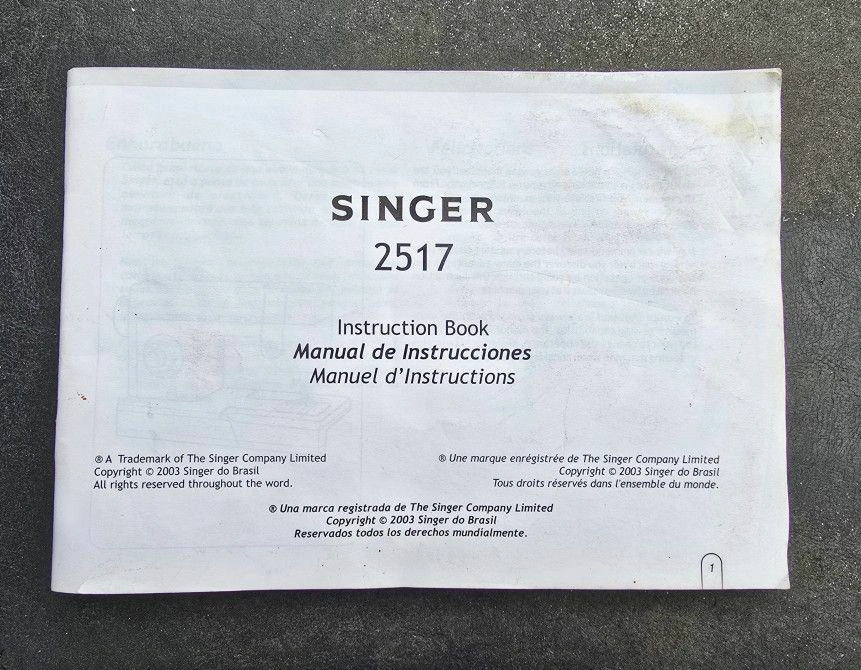 SINGER
2517
Instruction Book
Manual de Instrucciones
Manuel d'Instructions
® A Trademark of The Singer Company Limited
Copyright © 2003 Singer do Brasil
All rights reserved throughout the word.
® Une marque enrégistrée de The Singer Company Limited
Copyright © 2003 Singer do Brasil
Tous droits réservés dans l'ensemble du monde.
® Una marca registrada de The Singer Company Limited
Copyright © 2003 Singer do Brasil
Reservados todos los derechos mundialmente.
1